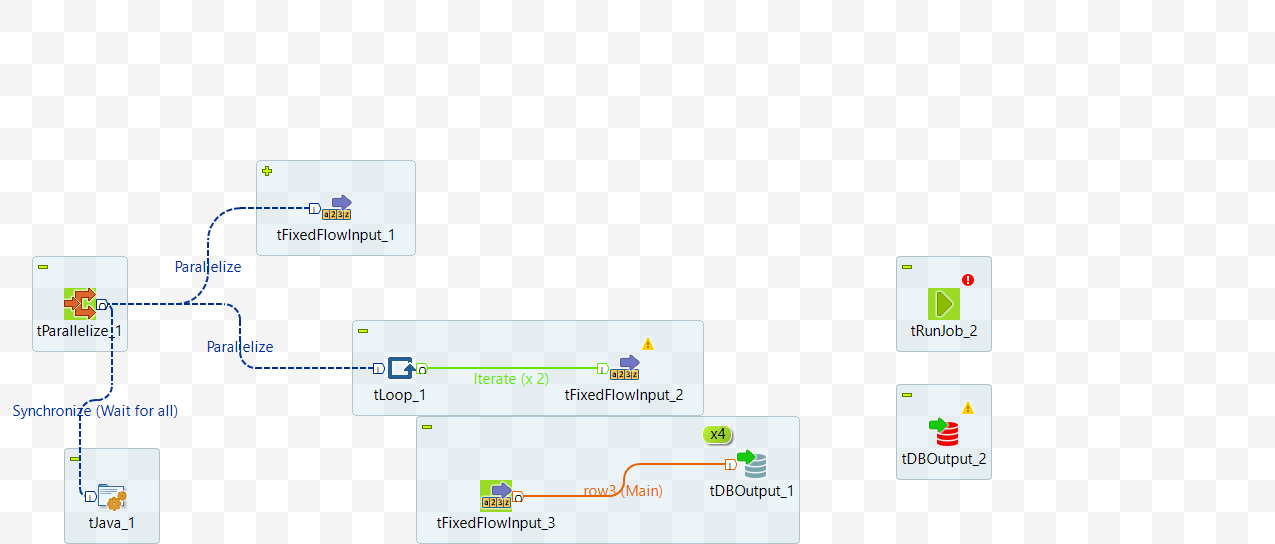 tFixedFlowInput_1
Parallelize
tParallelize_1
tRunJob_2
Parallelize
Iterate (x 2)
tLoop_1
tFixedFlowInput_2
Synchronize (Wait for all)
x4
tDBOutput_2
row3 (Main)
tDBOutput_1
tJava_1
tFixedFlowInput_3